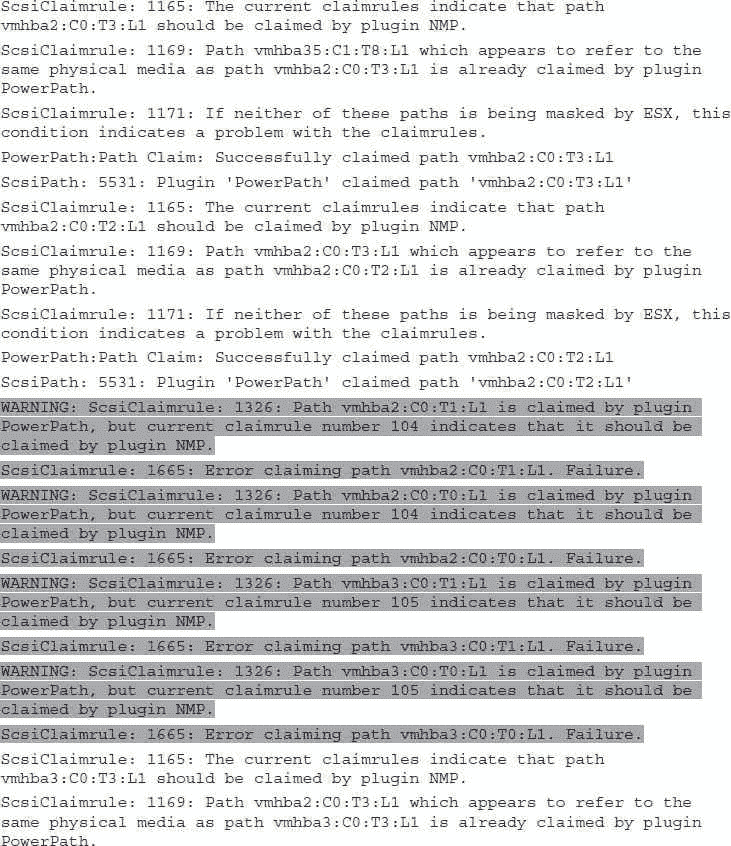 ScsiClaimrule: 1165: The current claimrules indicate that path
vmhba2:C0:T3:L1 should be claimed by plugin NMP.
ScsiClaimrule: 1169: Path vmhba35:C1:T8:L1 which appears to refer to the
same physical media as path vmhba2:C0:T3:L1 is already claimed by plugin
PowerPath.
ScsiClaimrule: 1171: If neither of these paths is being masked by ESX, this
condition indicates a problem with the claimrules.
PowerPath:Path Claim: Successfully claimed path vmhba2:C0:T3:L1
ScsiPath: 5531: Plugin 'PowerPath' claimed path 'vmhba2:C0:T3:L1'
ScsiClaimrule: 1165: The current claimrules indicate that path
vmhba2:C0:T2:L1 should be claimed by plugin NMP.
ScsiClaimrule: 1169: Path vmhba2:C0:T3:L1 which appears to refer to the
same physical media as path vmhba2:C0:T2:L1 is already claimed by plugin
PowerPath.
ScsiClaimrule: 1171: If neither of these paths is being masked by ESX, this
condition indicates a problem with the claimrules.
PowerPath:Path Claim: Successfully claimed path vmhba2:C0:T2:L1
ScsiPath: 5531: Plugin 'PowerPath' claimed path 'vmhba2:C0:T2:L1'
WARNING: ScsiClaimrule: 1326: Path vmhba2:C0:T1:L1 is claimed by plugin
PowerPath, but current claimrule number 104 indicates that it should be
claimed by plugin NMP.
ScsiClaimrule: 1665: Error claiming path vmhba2:C0:T1:L1. Failure.
WARNING: ScsiClaimrule: 1326: Path vmhba2:C0:T0:L1 is claimed by plugin
PowerPath, but current claimrule number 104 indicates that it should be
claimed by plugin NMP.
ScsiClaimrule: 1665: Error claiming path vmhba2:C0:T0:L1. Failure.
WARNING: ScsiClaimrule: 1326: Path vmhba3:C0:T1:L1 is claimed by plugin
PowerPath, but current claimrule number 105 indicates that it should be
claimed by plugin NMP.
ScsiClaimrule: 1665: Error claiming path vmhba3:C0:T1:L1. Failure.
WARNING: ScsiClaimrule: 1326: Path vmhba3:C0:T0:L1 is claimed by plugin
PowerPath, but current claimrule number 105 indicates that it should be
claimed by plugin NMP.
ScsiClaimrule: 1665: Error claiming path vmhba3:C0:T0:L1. Failure.
ScsiClaimrule: 1165: The current claimrules indicate that path
vmhba3:C0:T3:L1 should be claimed by plugin NMP.
ScsiClaimrule: 1169: Path vmhba2:C0:T3:L1 which appears to refer to the
same physical media as path vmhba3:C0:T3:L1 is already claimed by plugin
PowerPath.